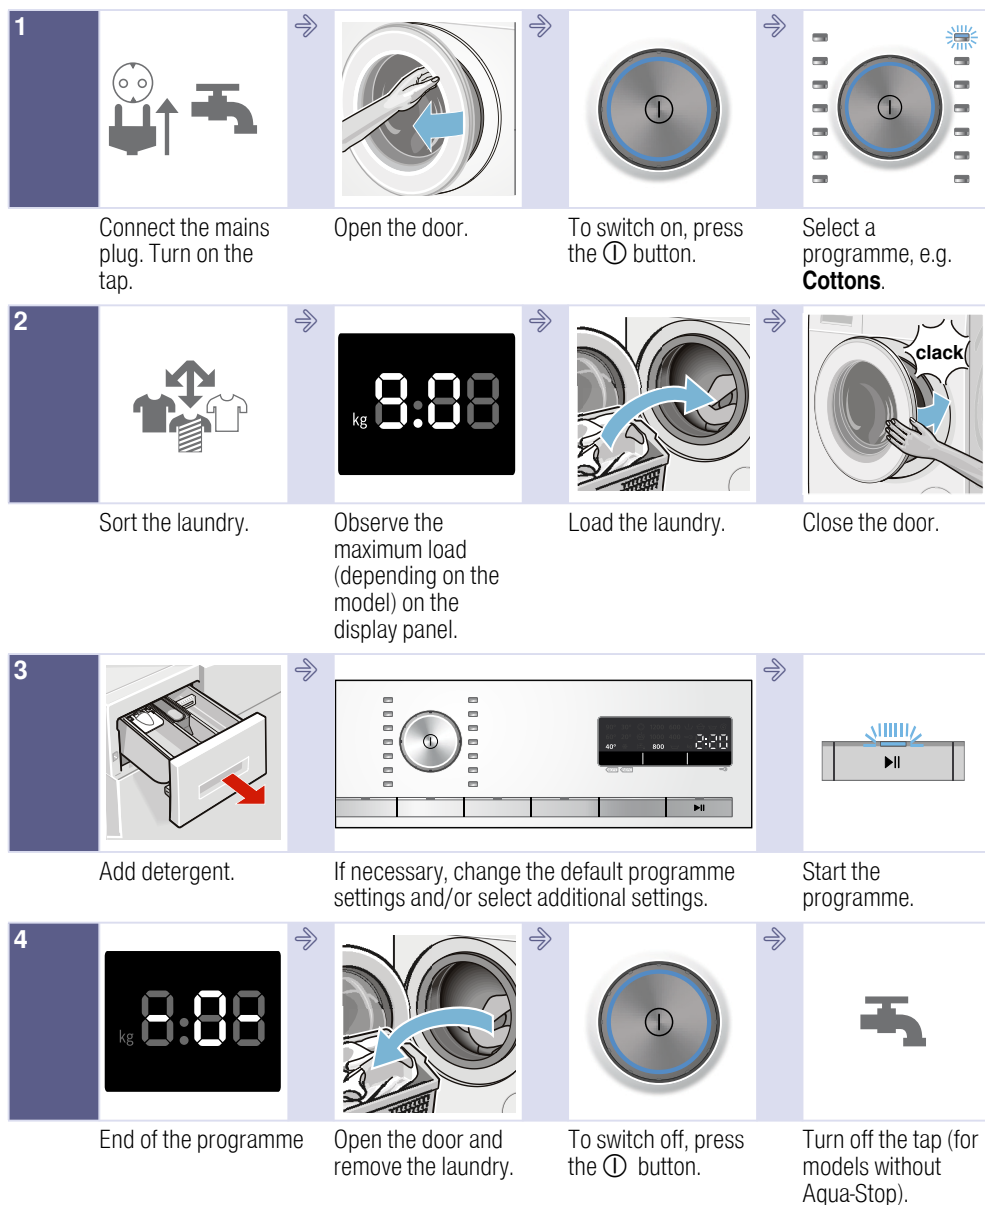 1
Connect the mains
plug. Turn on the
tap.
Open the door.
To switch on, press
the Ⓘ button.
Select a
programme, e.g.
Cottons.
2
kg 9.0
clack
Sort the laundry.
Observe the
maximum load
(depending on the
model) on the
display panel.
Load the laundry.
Close the door.
3
40° 800 2:20
Add detergent.
If necessary, change the default programme
settings and/or select additional settings.
Start the
programme.
4
kg -0-
End of the programme
Open the door and
remove the laundry.
To switch off, press
the Ⓘ button.
Turn off the tap (for
models without
Aqua-Stop).